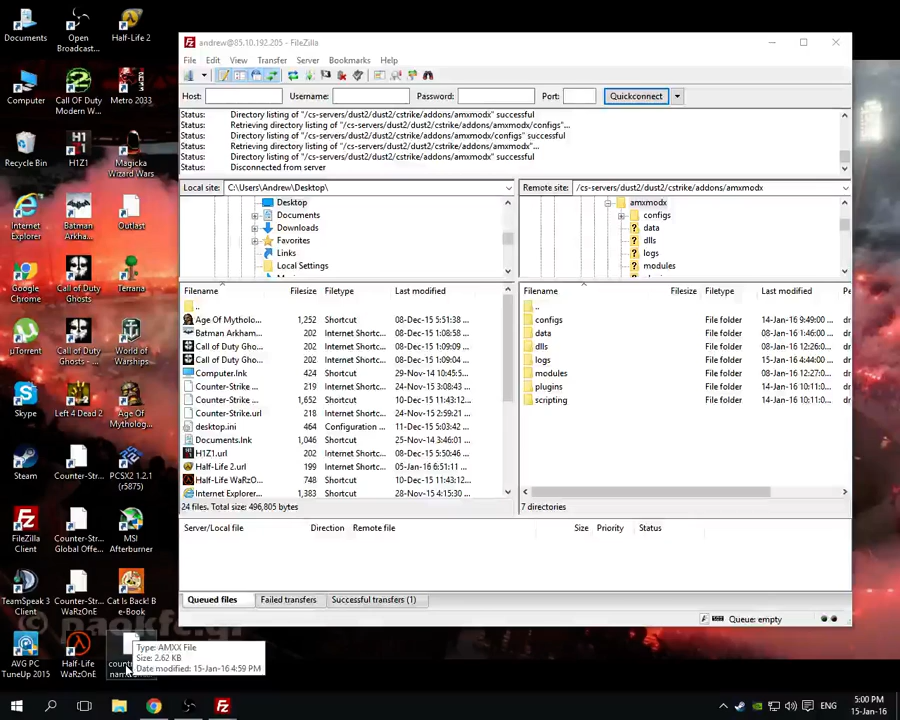 Documents
Open
Broadcast...
Half-Life 2
Computer
Call OF Duty
Modern W...
Metro 2033
Recycle Bin
H1Z1
Magicka
Wizard Wars
Internet
Explorer
Batman
Arkha...
Outlast
Google
Chrome
Call of Duty
Ghosts
Terraria
µTorrent
Call of Duty
Ghosts - ...
World of
Warships
Skype
Left 4 Dead 2
Age Of
Mytholog...
Steam
Counter-Str...
PCSX2 1.2.1
(r5875)
FileZilla
Client
Counter-Str...
Global Offe...
MSI
Afterburner
TeamSpeak 3
Client
Counter-Str...
WaRzOnE
Cat Is Back! B
e-Book
AVG PC
TuneUp 2015
Half-Life
WaRzOnE
Type: AMXX File
Size: 2.62 KB
Date modified: 15-Jan-16 4:59 PM
andrew@85.10.192.205 - FileZilla
File Edit View Transfer Server Bookmarks Help
Host: Username: Password: Port: Quickconnect
Status: Directory listing of "/cs-servers/dust2/dust2/cstrike/addons/amxmodx" successful
Status: Retrieving directory listing of "/cs-servers/dust2/dust2/cstrike/addons/amxmodx/configs"...
Status: Directory listing of "/cs-servers/dust2/dust2/cstrike/addons/amxmodx/configs" successful
Status: Retrieving directory listing of "/cs-servers/dust2/dust2/cstrike/addons/amxmodx"...
Status: Directory listing of "/cs-servers/dust2/dust2/cstrike/addons/amxmodx" successful
Status: Disconnected from server
Local site: C:\Users\Andrew\Desktop\
Desktop
Documents
Downloads
Favorites
Links
Local Settings
Remote site: /cs-servers/dust2/dust2/cstrike/addons/amxmodx
amxmodx
configs
data
dlls
logs
modules
Filename Filesize Filetype Last modified
..
Age Of Mytholo... 1,252 Internet Shortc... 08-Dec-15 5:51:38 ...
Batman Arkham... 202 Internet Shortc... 08-Dec-15 1:08:58 ...
Call of Duty Gho... 202 Internet Shortc... 08-Dec-15 1:09:09 ...
Call of Duty Gho... 202 Internet Shortc... 08-Dec-15 1:09:04 ...
Computer.lnk 424 Shortcut 29-Nov-14 10:45:5...
Counter-Strike ... 219 Internet Shortc... 24-Nov-15 3:08:43 ...
Counter-Strike ... 1,652 Shortcut 10-Dec-15 11:43:12...
Counter-Strike.url 218 Internet Shortc... 24-Nov-15 2:59:21 ...
desktop.ini 464 Configuration ... 22-Dec-15 5:03:42 ...
Documents.lnk 1,046 Shortcut 25-Nov-14 3:46:01 ...
H1Z1.url 202 Internet Shortc... 08-Dec-15 5:50:46 ...
Half-Life 2.url 199 Internet Shortc... 05-Jan-16 6:51:11 ...
Half-Life WaRzO... 748 Shortcut 10-Dec-15 11:43:12...
Internet Explorer... 1,383 Shortcut 28-Nov-15 4:15:30 ...
24 files. Total size: 496,805 bytes
Filename Filesize Filetype Last modified Pe
..
configs File folder 14-Jan-16 9:49:00 ... dr
data File folder 08-Jan-16 1:46:00 ... dr
dlls File folder 08-Jan-16 12:26:0... dr
logs File folder 15-Jan-16 4:44:00 ... dr
modules File folder 08-Jan-16 12:27:0... dr
plugins File folder 14-Jan-16 10:11:0... dr
scripting File folder 14-Jan-16 10:11:0... dr
7 directories
Server/Local file Direction Remote file Size Priority Status
Queued files Failed transfers Successful transfers (1)
Queue: empty
ENG
5:00 PM
15-Jan-16